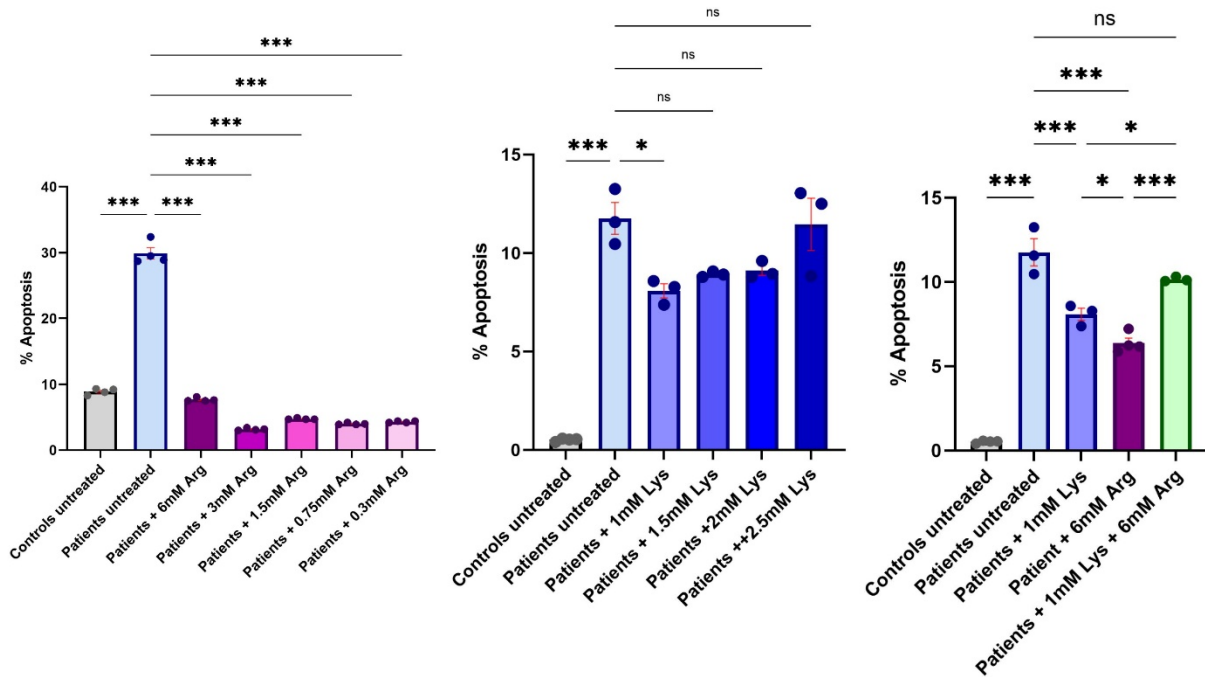 ***
***
***
***
*** ***
40
30
20
10
0
% Apoptosis
Controls untreated
Patients untreated
Patients + 6mM Arg
Patients + 3mM Arg
Patients + 1.5mM Arg
Patients + 0.75mM Arg
Patients + 0.3mM Arg
ns
ns
ns
*** *
15
10
5
0
% Apoptosis
Controls untreated
Patients untreated
Patients + 1mM Lys
Patients + 1.5mM Lys
Patients +2mM Lys
Patients ++2.5mM Lys
ns
***
*** *
*** * ***
15
10
5
0
% Apoptosis
Controls untreated
Patients untreated
Patients + 1mM Lys
Patient + 6mM Arg
Patients + 1mM Lys + 6mM Arg